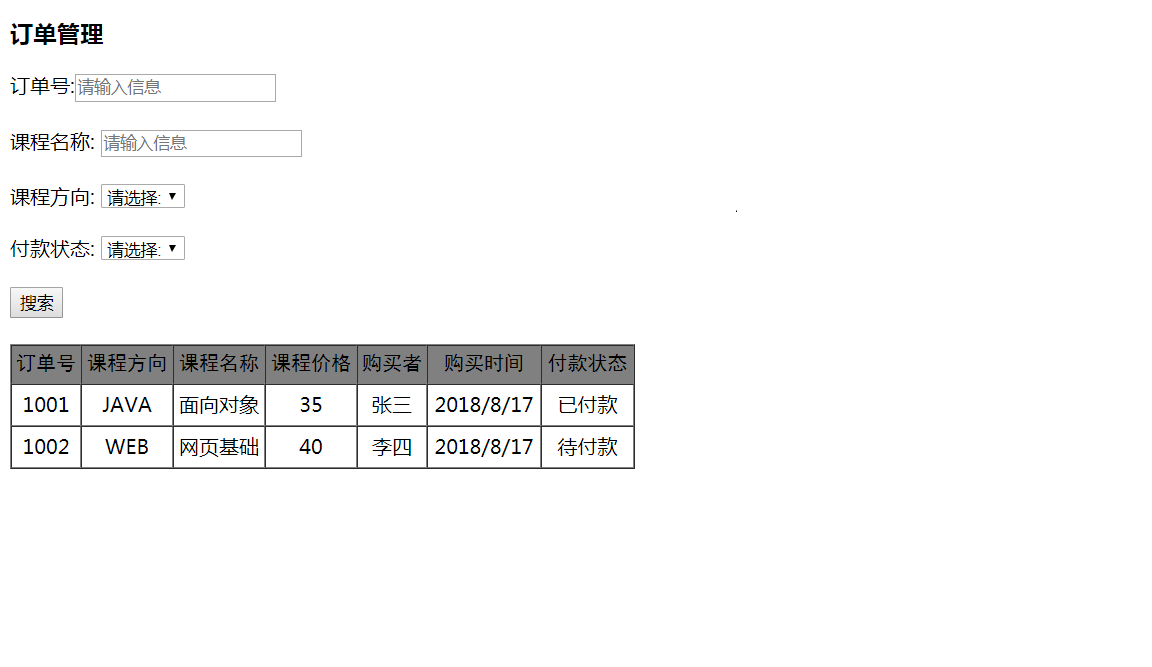 订单管理
订单号:请输入信息
课程名称: 请输入信息
课程方向: 请选择:
付款状态: 请选择:
搜索
订单号 课程方向 课程名称 课程价格 购买者 购买时间 付款状态
1001 JAVA 面向对象 35 张三 2018/8/17 已付款
1002 WEB 网页基础 40 李四 2018/8/17 待付款